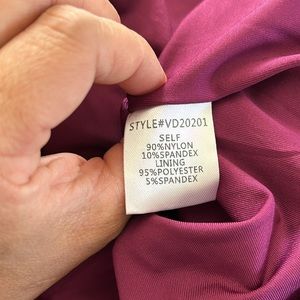 STYLE#VD20201
SELF
90%NYLON
10%SPANDEX
LINING
95%POLYESTER
5%SPANDEX